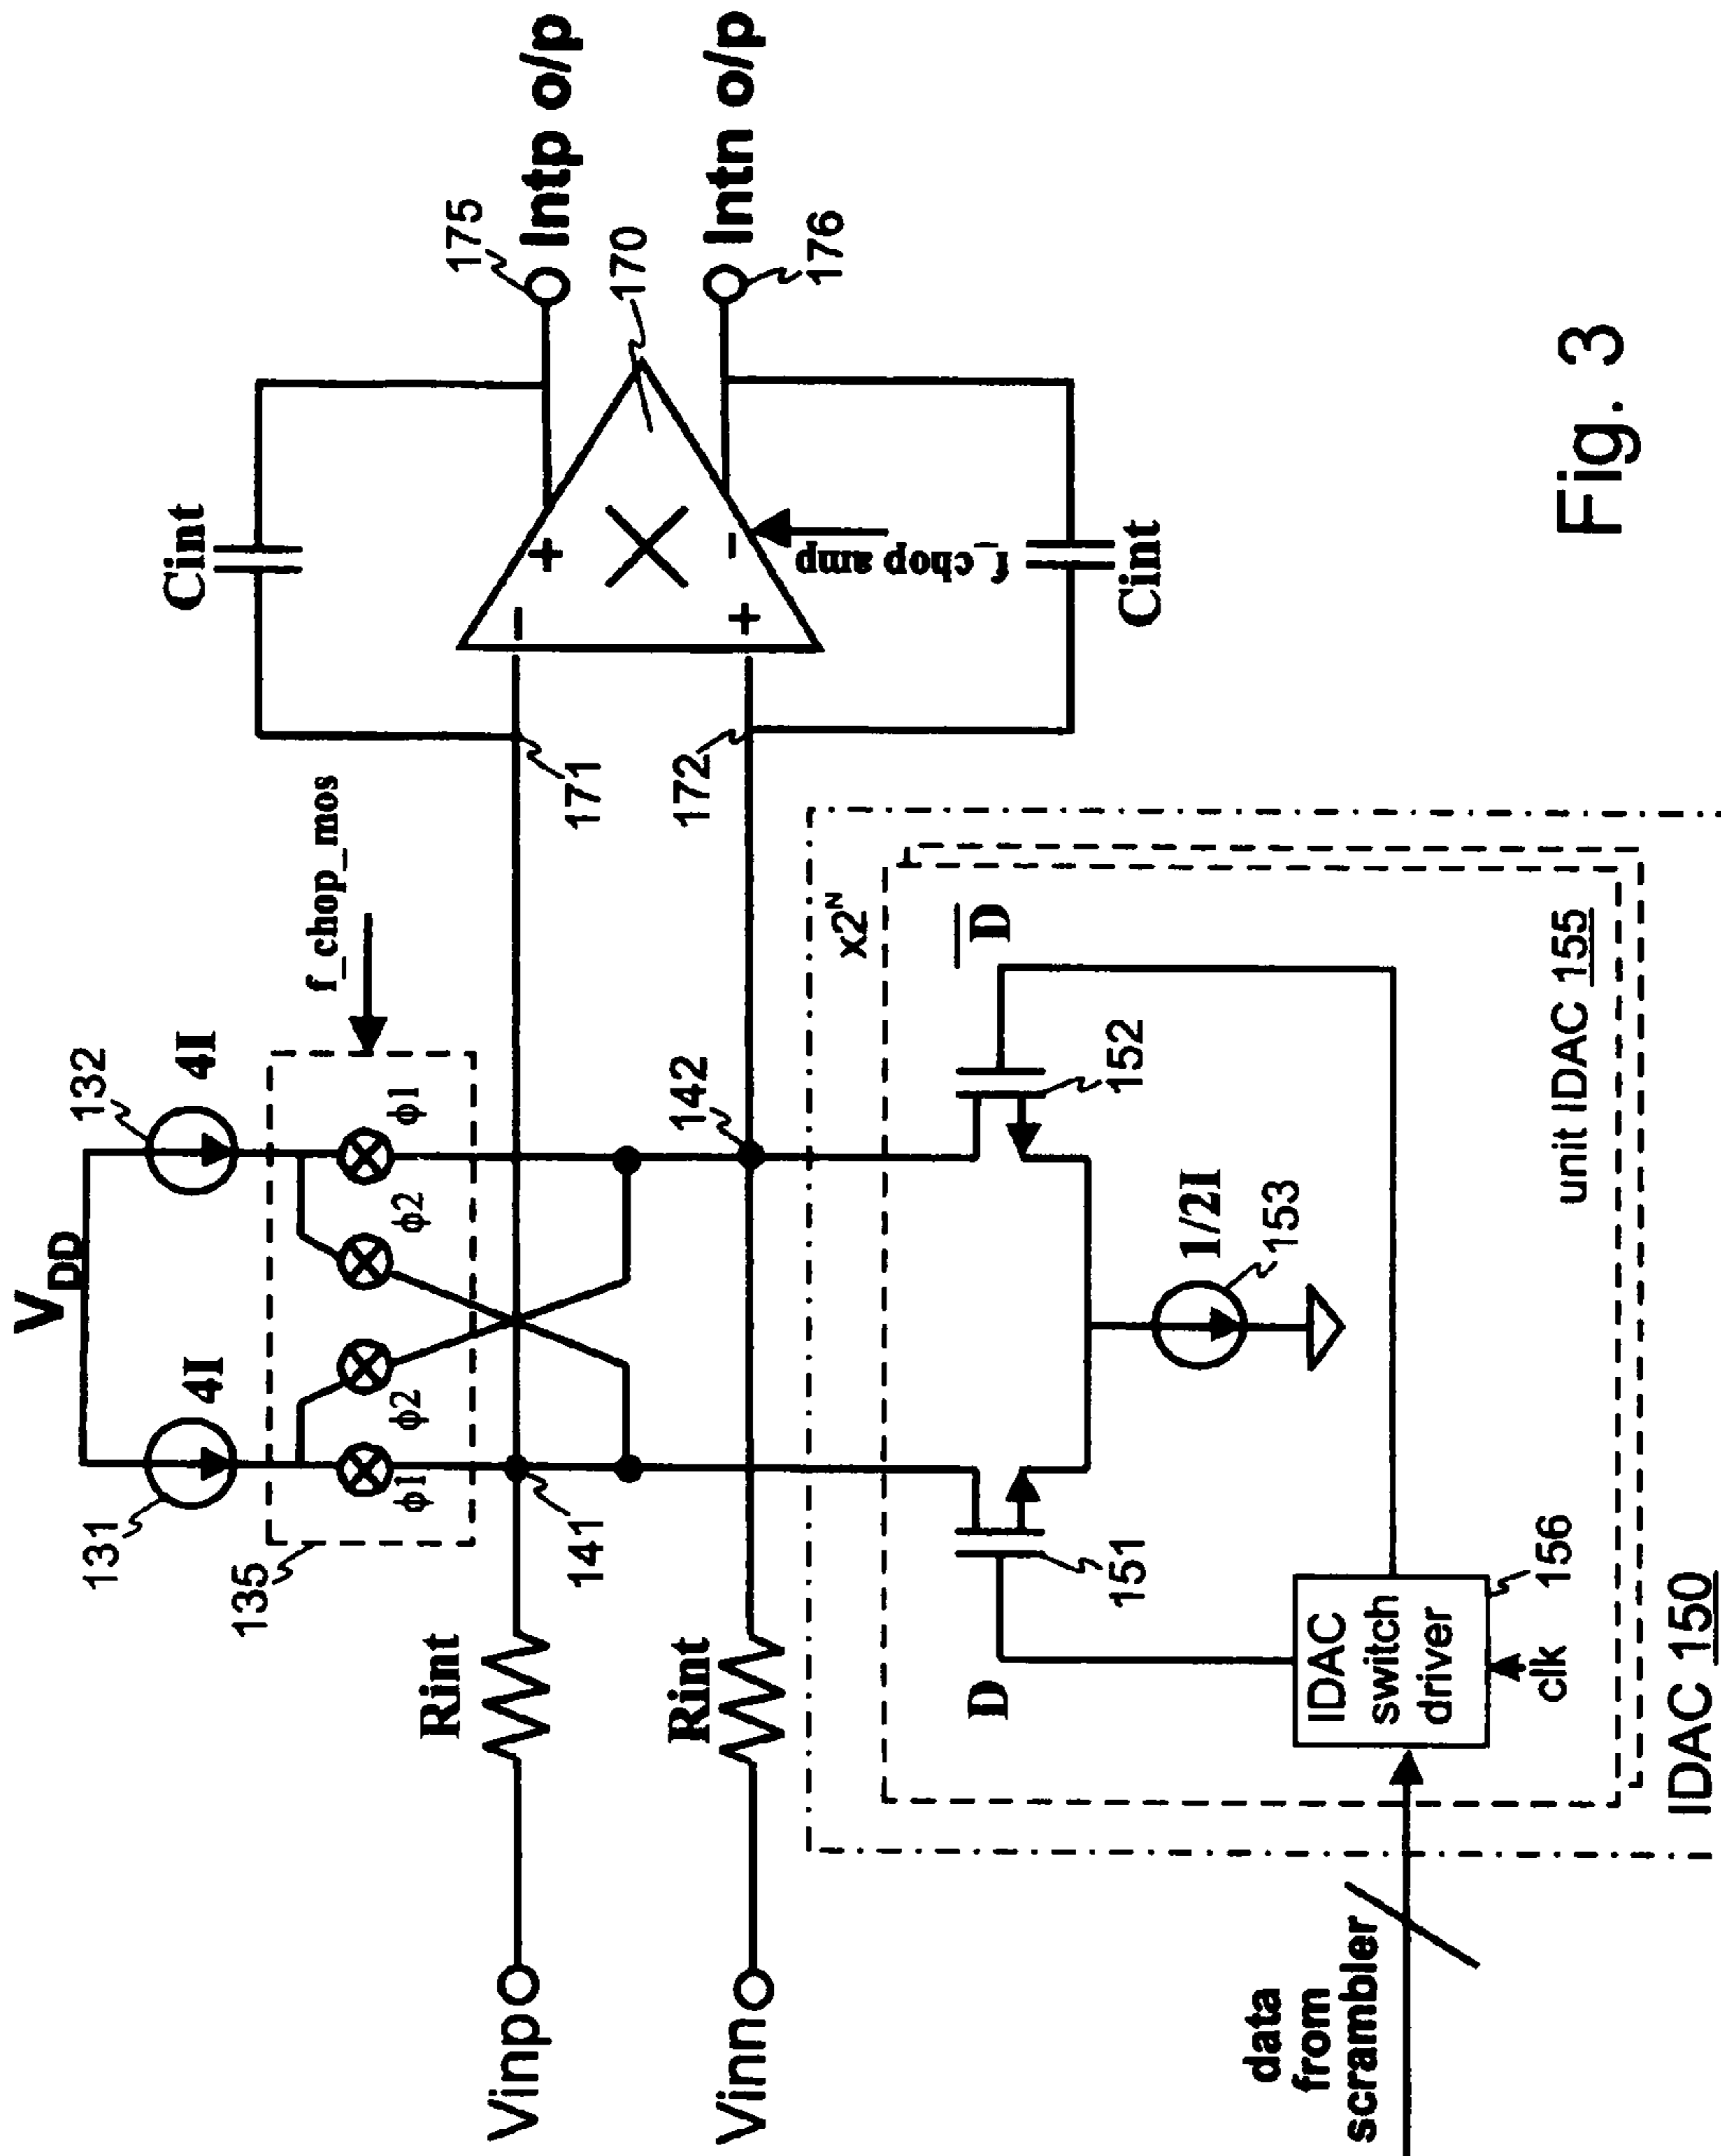 V
DD
131
4I
132
4I
135
ϕ1
ϕ2
ϕ2
ϕ1
f_chop_mos
Cint
175
Intp o/p
Rint
Vinp
141
171
170
-
+
+
-
f_chop amp
Intn o/p
176
Rint
Vinn
142
172
Cint
x2ᴺ
D
D
151
152
1/2I
153
data
from
scrambler
IDAC
switch
driver
156
clk
unit IDAC 155
IDAC 150
Fig. 3